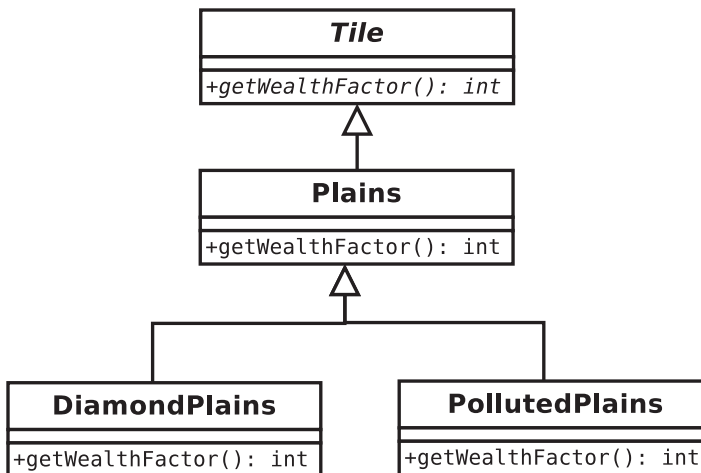 Tile
+getWealthFactor(): int
Plains
+getWealthFactor(): int
DiamondPlains
+getWealthFactor(): int
PollutedPlains
+getWealthFactor(): int